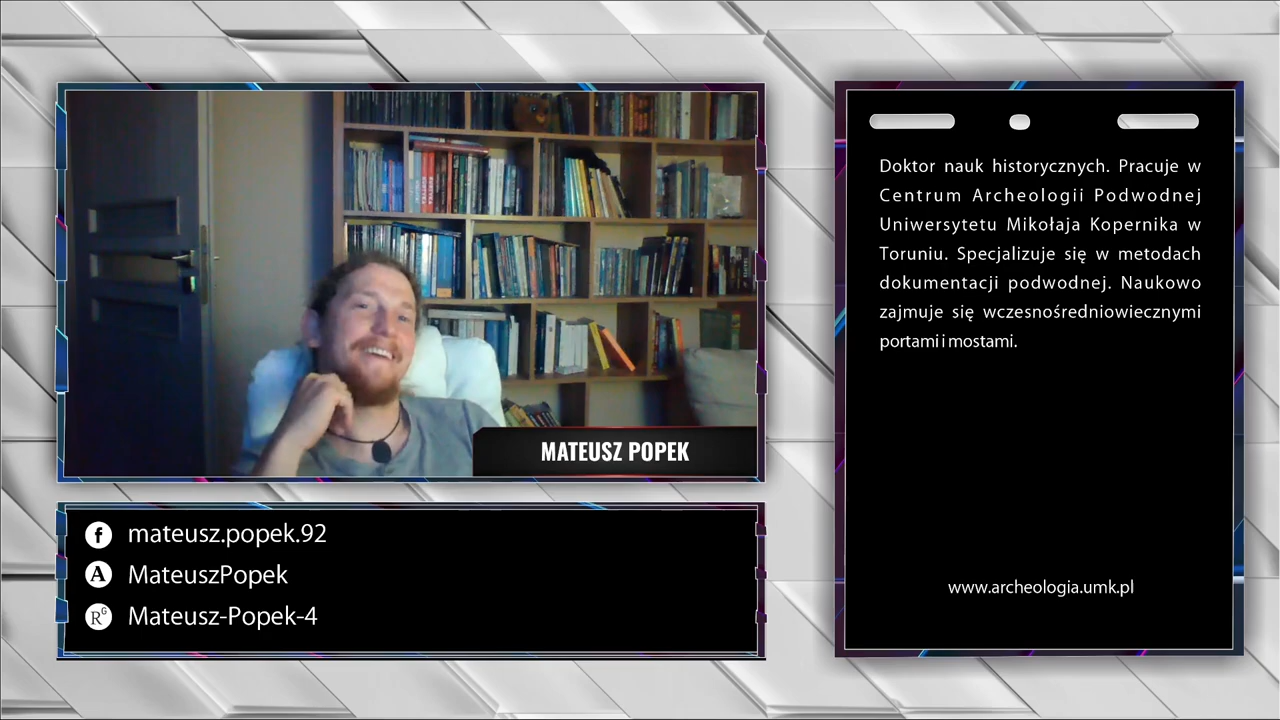 MATEUSZ POPEK
mateusz.popek.92
MateuszPopek
Mateusz-Popek-4
Doktor nauk historycznych. Pracuje w
Centrum Archeologii Podwodnej
Uniwersytetu Mikołaja Kopernika w
Toruniu. Specjalizuje się w metodach
dokumentacji podwodnej. Naukowo
zajmuje się wczesnośredniowiecznymi
portami i mostami.
www.archeologia.umk.pl